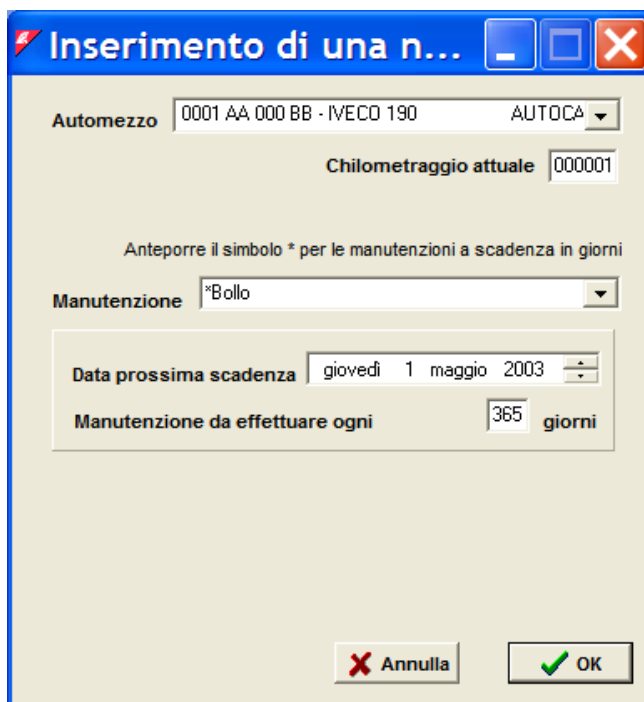 Inserimento di una n...
Automezzo 0001 AA 000 BB - IVECO 190 AUTOCA
Chilometraggio attuale 000001
Anteporre il simbolo * per le manutenzioni a scadenza in giorni
Manutenzione *Bollo
Data prossima scadenza giovedì 1 maggio 2003
Manutenzione da effettuare ogni 365 giorni
Annulla OK